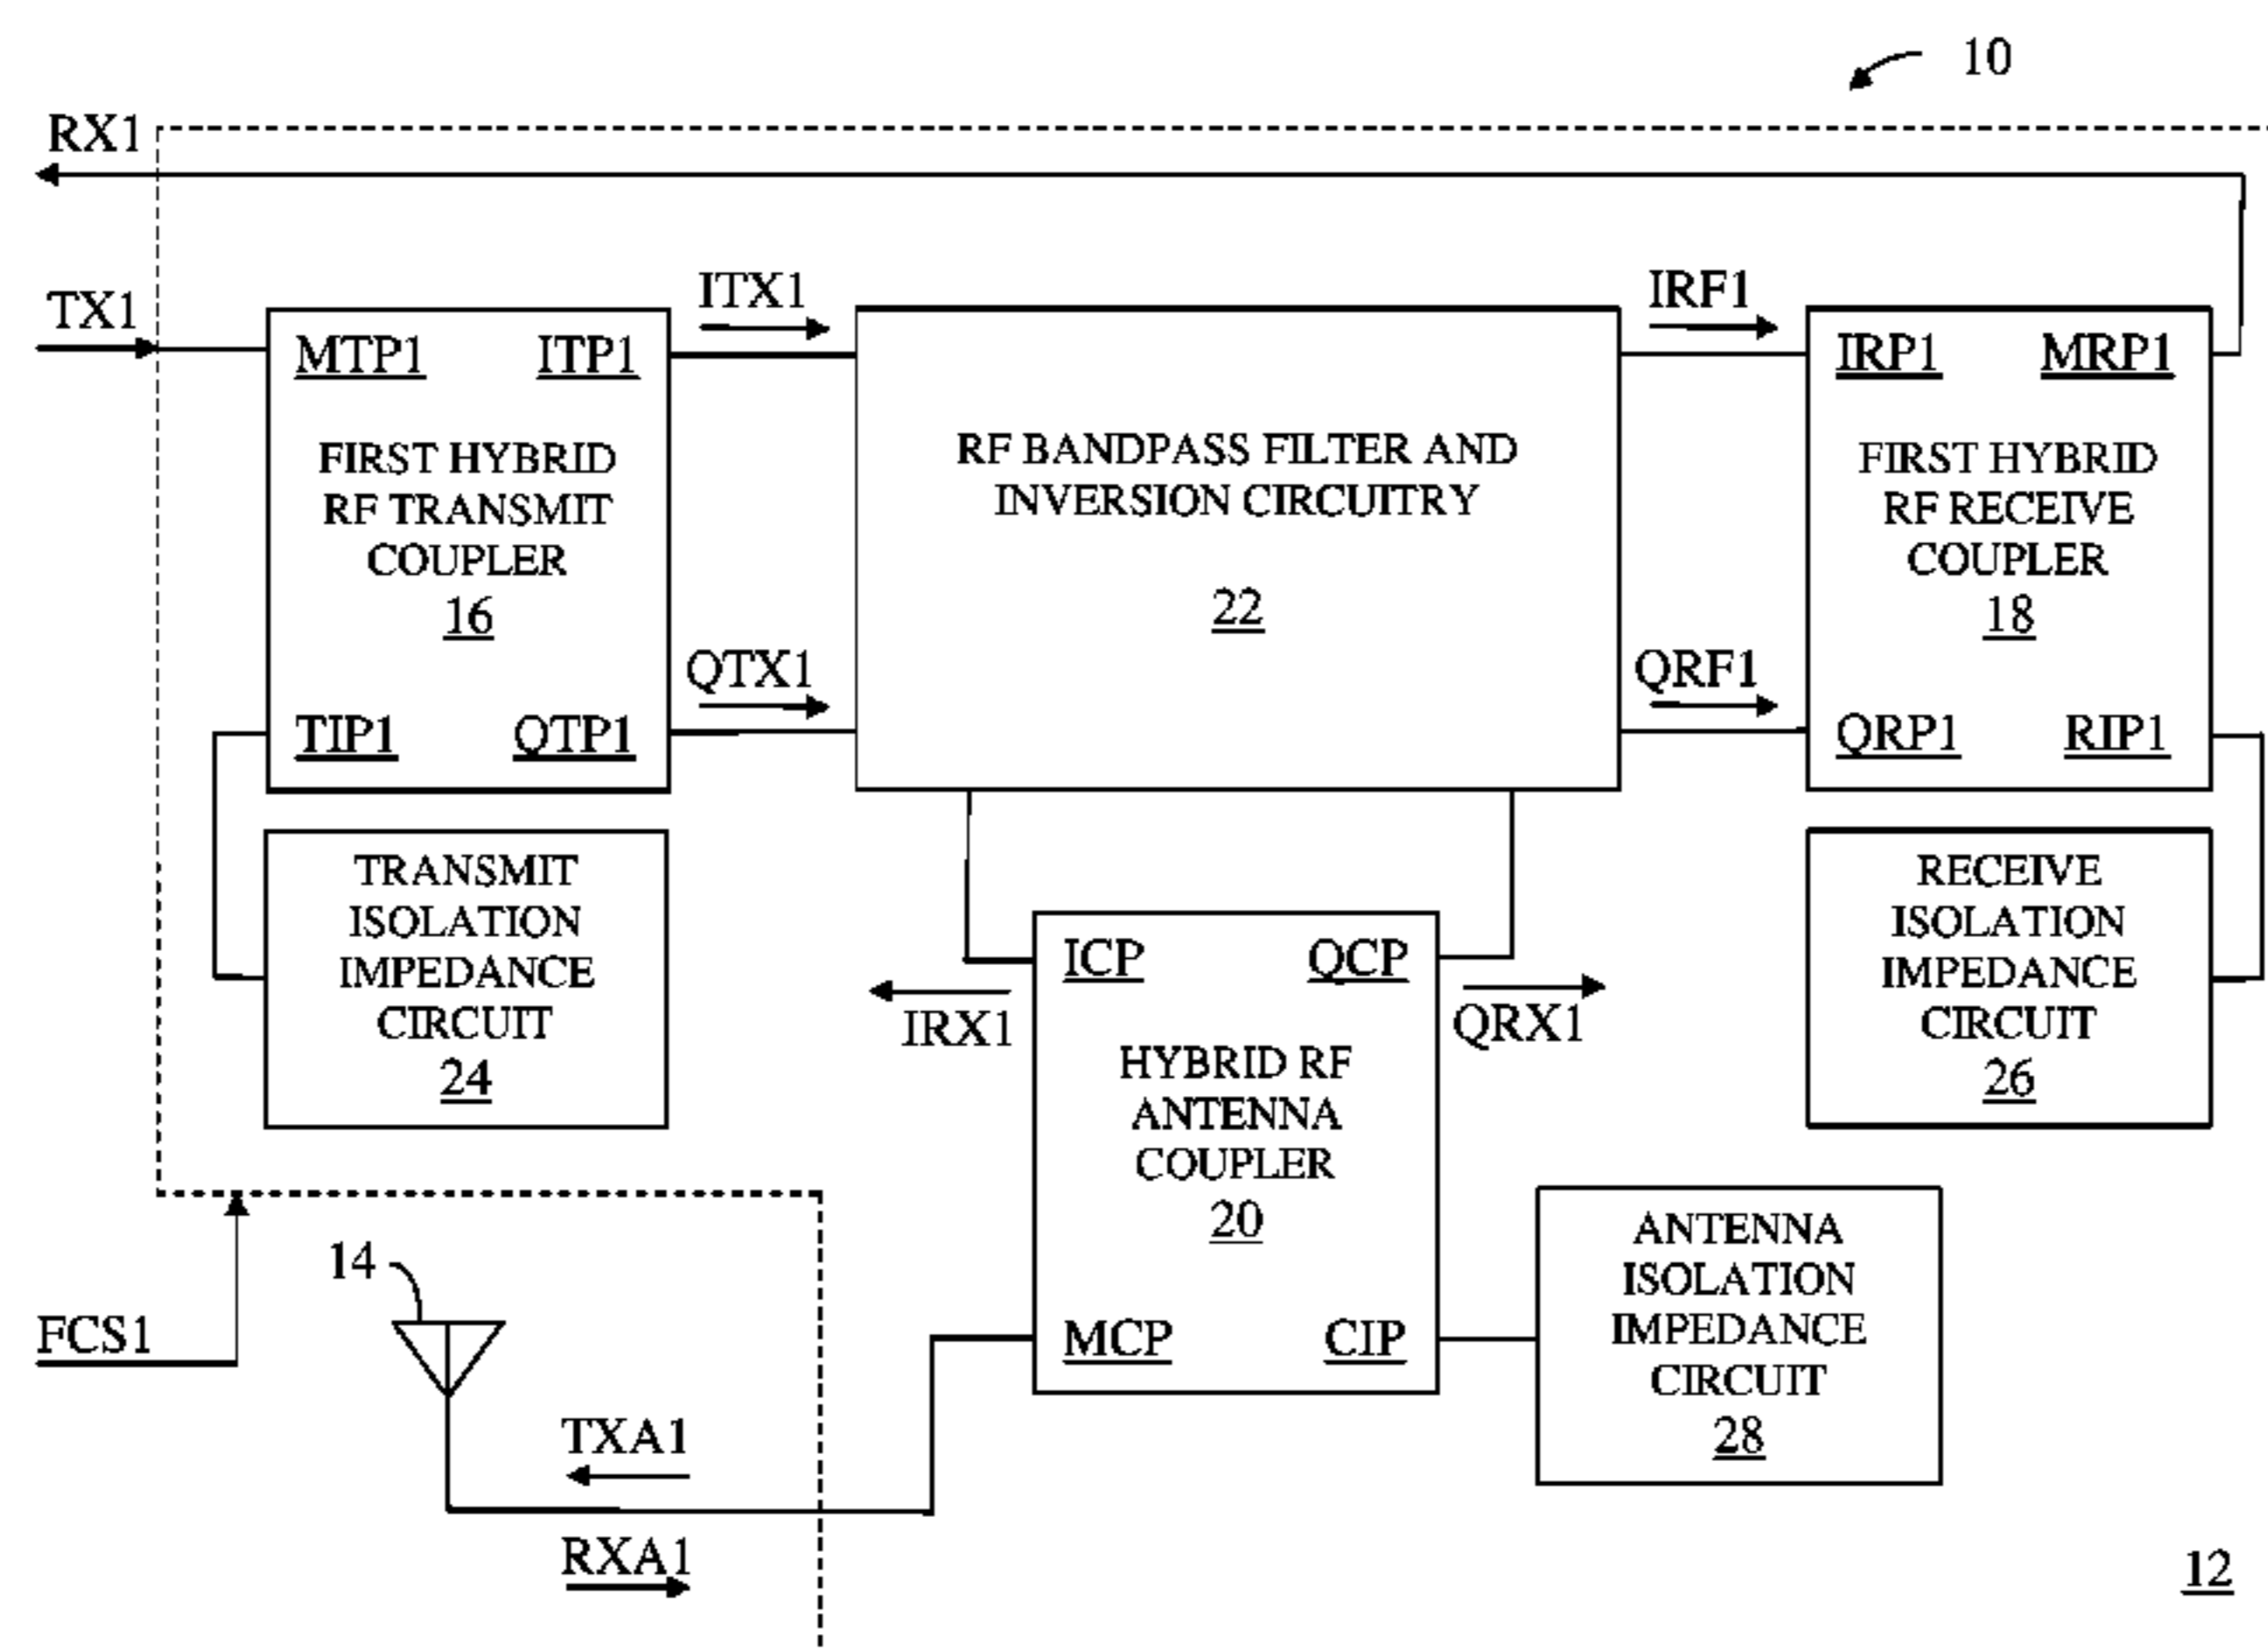 10
RX1
TX1
MTP1
ITP1
FIRST HYBRID
RF TRANSMIT
COUPLER
16
TIP1
QTP1
ITX1
QTX1
RF BANDPASS FILTER AND
INVERSION CIRCUITRY
22
IRF1
QRF1
IRP1
MRP1
FIRST HYBRID
RF RECEIVE
COUPLER
18
QRP1
RIP1
TRANSMIT
ISOLATION
IMPEDANCE
CIRCUIT
24
ICP
QCP
IRX1
QRX1
HYBRID RF
ANTENNA
COUPLER
20
MCP
CIP
RECEIVE
ISOLATION
IMPEDANCE
CIRCUIT
26
ANTENNA
ISOLATION
IMPEDANCE
CIRCUIT
28
14
FCS1
TXA1
RXA1
12